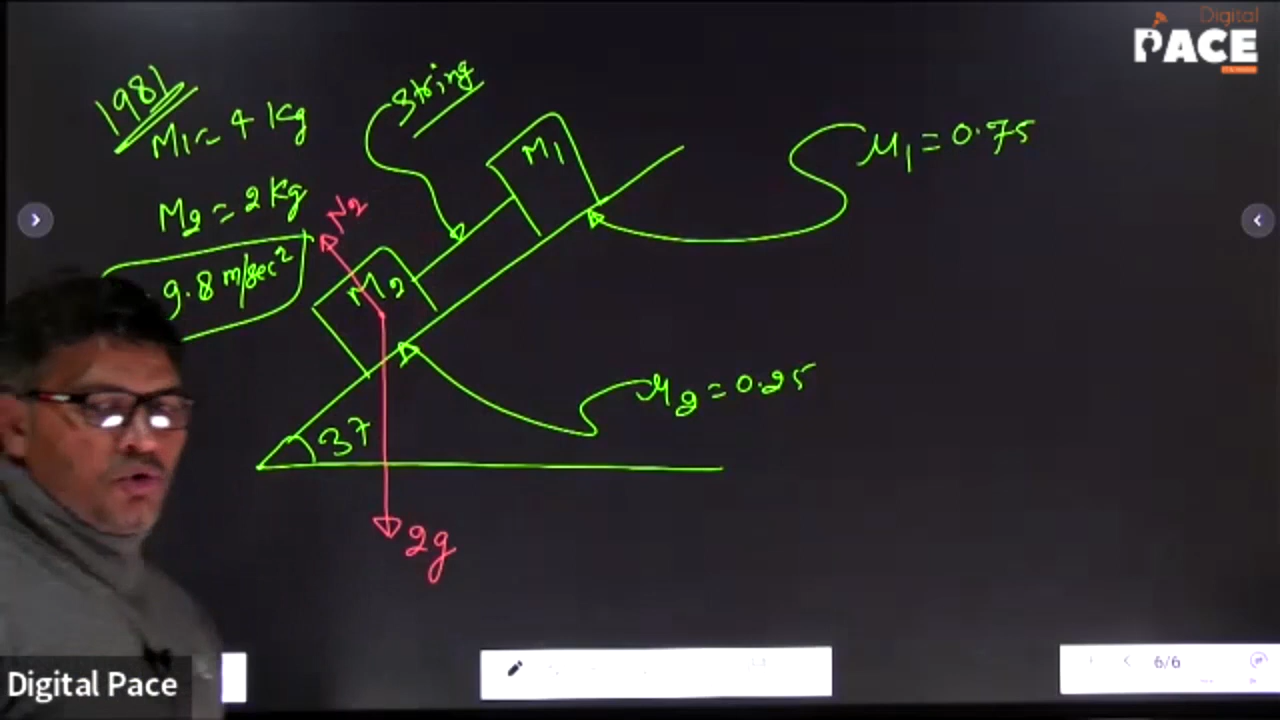 Digital
PACE
1981
M1 = 4 Kg
String
M1
μ1 = 0.75
M2 = 2 Kg
N2
9.8 m/sec²
M2
μ2 = 0.25
37
2g
6/6
Digital Pace